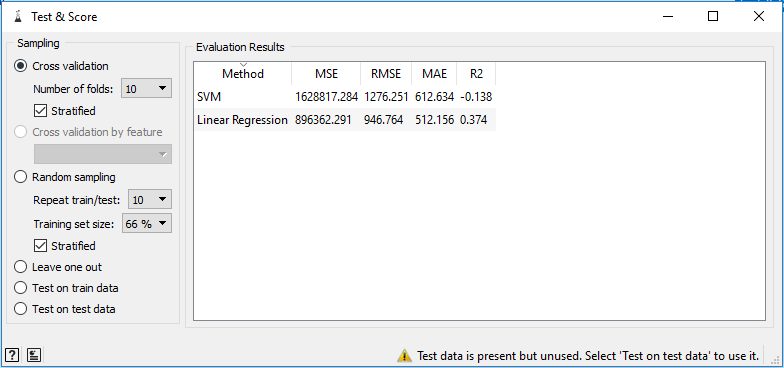 Test & Score
Sampling
Cross validation
Number of folds: 10
Stratified
Cross validation by feature
Random sampling
Repeat train/test: 10
Training set size: 66 %
Stratified
Leave one out
Test on train data
Test on test data
Evaluation Results
Method MSE RMSE MAE R2
SVM 1628817.284 1276.251 612.634 -0.138
Linear Regression 896362.291 946.764 512.156 0.374
? Test data is present but unused. Select 'Test on test data' to use it.